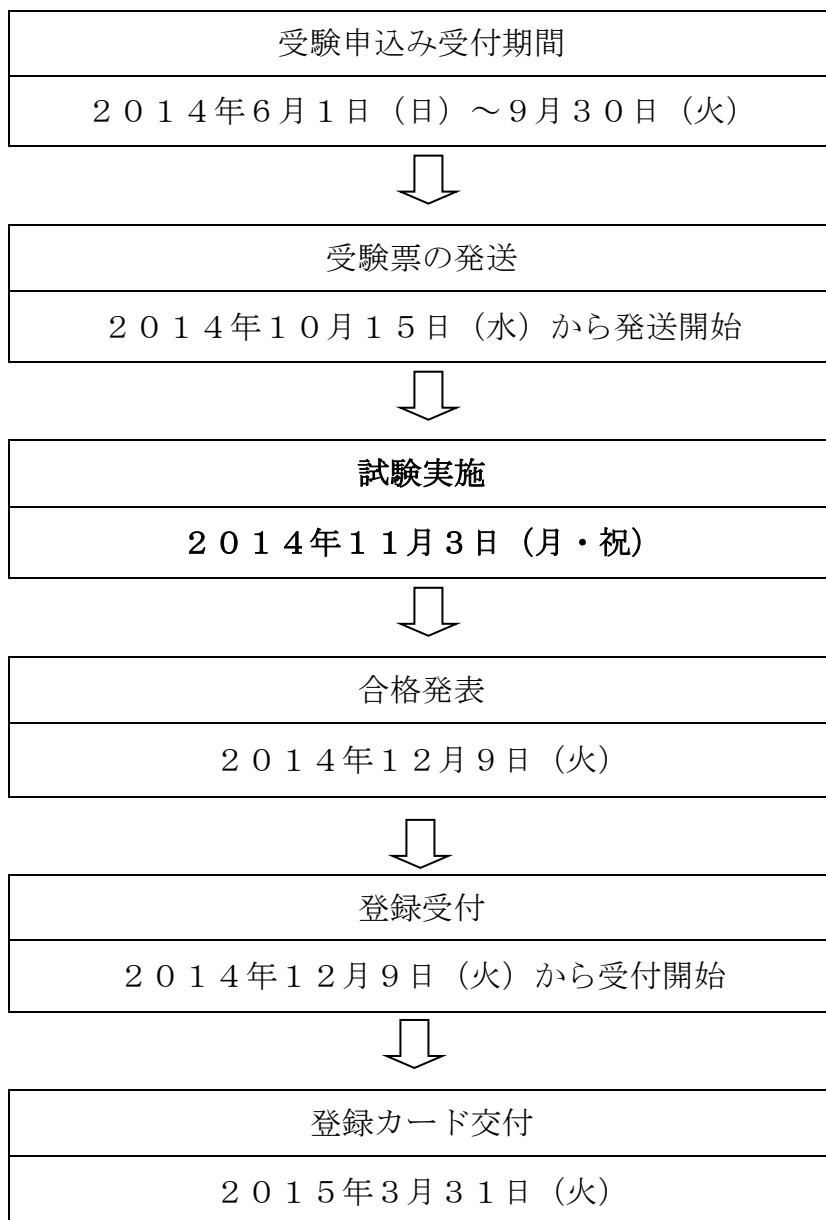 受験申込み受付期間
２０１４年６月１日（日）～９月３０日（火）
受験票の発送
２０１４年１０月１５日（水）から発送開始
試験実施
２０１４年１１月３日（月・祝）
合格発表
２０１４年１２月９日（火）
登録受付
２０１４年１２月９日（火）から受付開始
登録カード交付
２０１５年３月３１日（火）